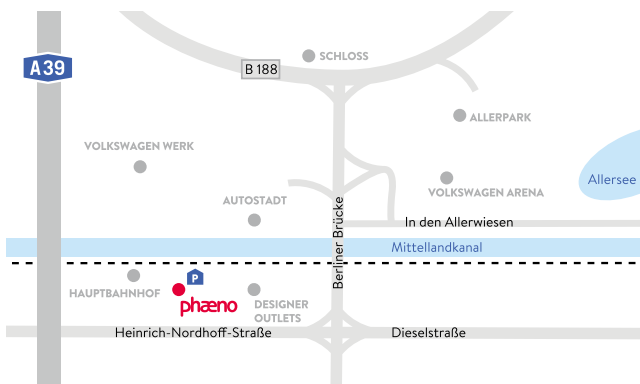 SCHLOSS
A 39
B 188
ALLERPARK
VOLKSWAGEN WERK
Allersee
VOLKSWAGEN ARENA
AUTOSTADT
In den Allerwiesen
Berliner Brücke
Mittellandkanal
P
HAUPTBAHNHOF
phæno
DESIGNER
OUTLETS
Heinrich-Nordhoff-Straße
Dieselstraße